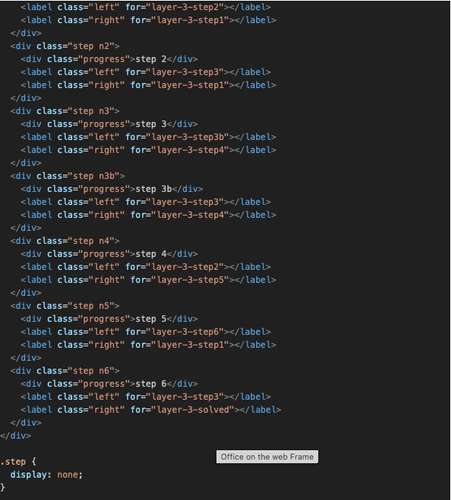 <label class="left" for="layer-3-step2"></label>
<label class="right" for="layer-3-step1"></label>
</div>
<div class="step n2">
<div class="progress">step 2</div>
<label class="left" for="layer-3-step3"></label>
<label class="right" for="layer-3-step1"></label>
</div>
<div class="step n3">
<div class="progress">step 3</div>
<label class="left" for="layer-3-step3b"></label>
<label class="right" for="layer-3-step4"></label>
</div>
<div class="step n3b">
<div class="progress">step 3b</div>
<label class="left" for="layer-3-step3"></label>
<label class="right" for="layer-3-step4"></label>
</div>
<div class="step n4">
<div class="progress">step 4</div>
<label class="left" for="layer-3-step2"></label>
<label class="right" for="layer-3-step5"></label>
</div>
<div class="step n5">
<div class="progress">step 5</div>
<label class="left" for="layer-3-step6"></label>
<label class="right" for="layer-3-step1"></label>
</div>
<div class="step n6">
<div class="progress">step 6</div>
<label class="left" for="layer-3-step3"></label>
<label class="right" for="layer-3-solved"></label>
</div>
</div>
Office on the web Frame
.step {
display: none;
}